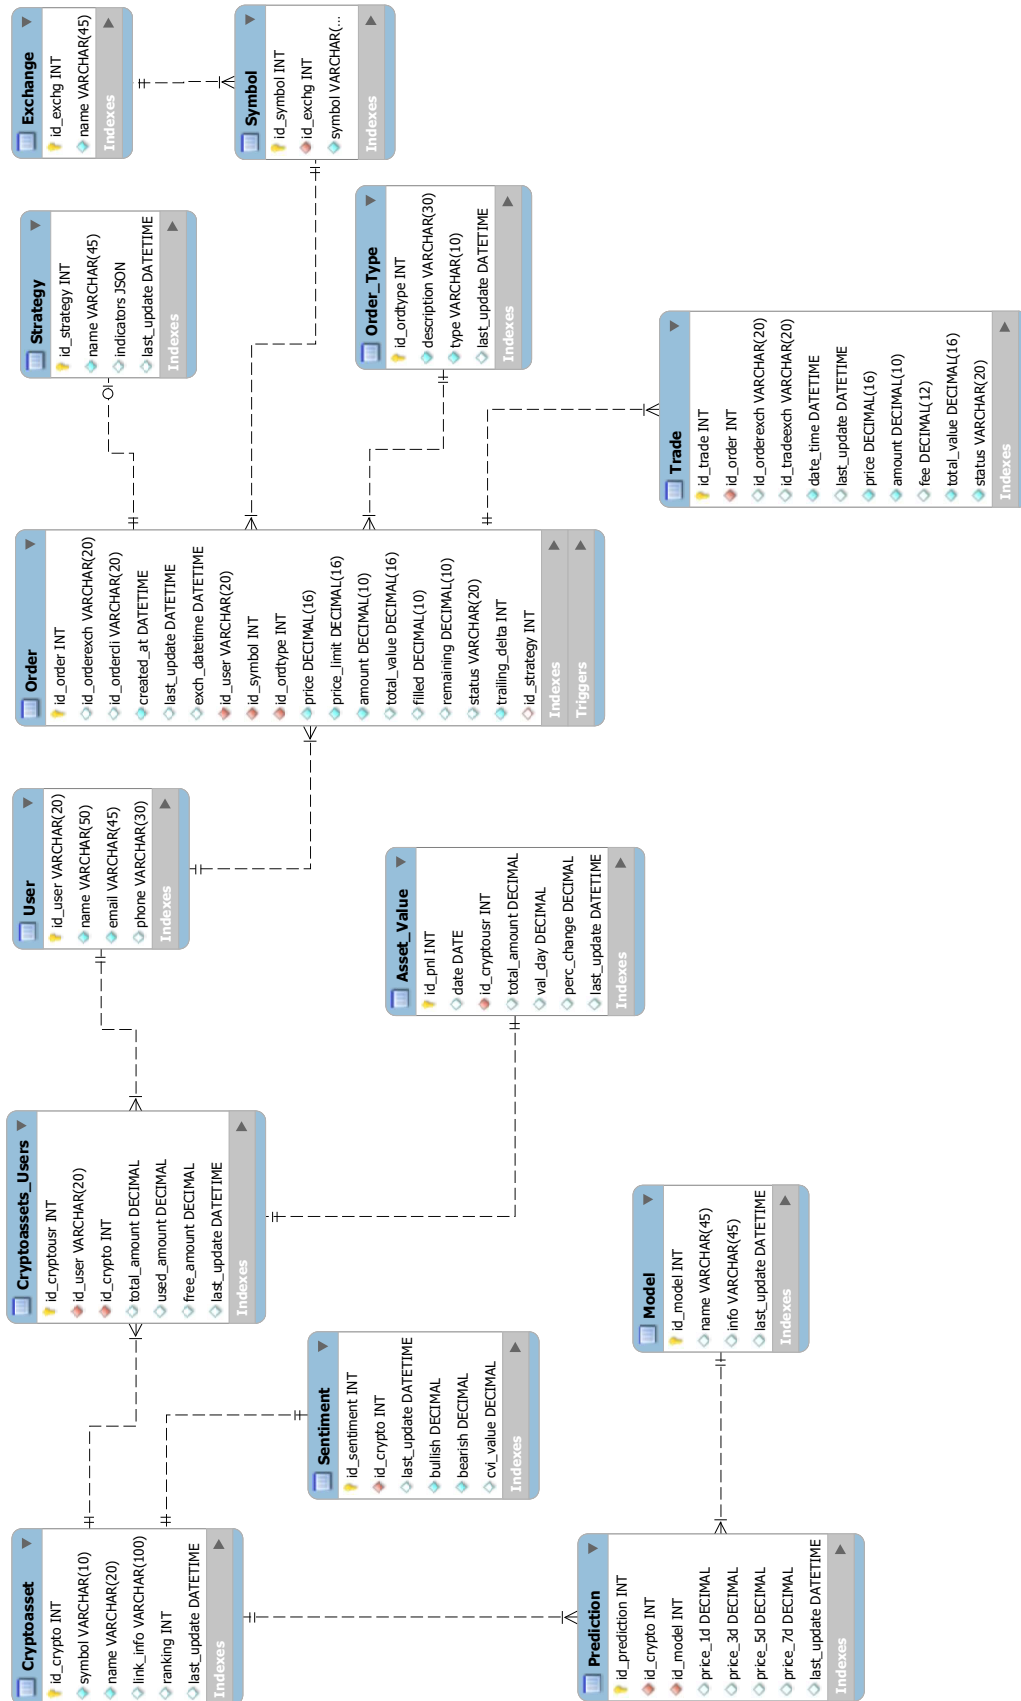 Exchange
id_exchg INT
name VARCHAR(45)
Indexes
Symbol
id_symbol INT
id_exchg INT
symbol VARCHAR(...
Indexes
Strategy
id_strategy INT
name VARCHAR(45)
indicators JSON
last_update DATETIME
Indexes
Order_Type
id_ordtype INT
description VARCHAR(30)
type VARCHAR(10)
last_update DATETIME
Indexes
Trade
id_trade INT
id_order INT
id_orderexch VARCHAR(20)
id_tradeexch VARCHAR(20)
date_time DATETIME
last_update DATETIME
price DECIMAL(16)
amount DECIMAL(10)
fee DECIMAL(12)
total_value DECIMAL(16)
status VARCHAR(20)
Indexes
Order
id_order INT
id_orderexch VARCHAR(20)
id_ordercli VARCHAR(20)
created_at DATETIME
last_update DATETIME
exch_datetime DATETIME
id_user VARCHAR(20)
id_symbol INT
id_ordtype INT
price DECIMAL(16)
price_limit DECIMAL(16)
amount DECIMAL(10)
total_value DECIMAL(16)
filled DECIMAL(10)
remaining DECIMAL(10)
status VARCHAR(20)
trailing_delta INT
id_strategy INT
Indexes
Triggers
User
id_user VARCHAR(20)
name VARCHAR(50)
email VARCHAR(45)
phone VARCHAR(30)
Indexes
Asset_Value
id_pnl INT
date DATE
id_cryptousr INT
total_amount DECIMAL
val_day DECIMAL
perc_change DECIMAL
last_update DATETIME
Indexes
Cryptoassets_Users
id_cryptousr INT
id_user VARCHAR(20)
id_crypto INT
total_amount DECIMAL
used_amount DECIMAL
free_amount DECIMAL
last_update DATETIME
Indexes
Model
id_model INT
name VARCHAR(45)
info VARCHAR(45)
last_update DATETIME
Indexes
Sentiment
id_sentiment INT
id_crypto INT
last_update DATETIME
bullish DECIMAL
bearish DECIMAL
cvi_value DECIMAL
Indexes
Cryptoasset
id_crypto INT
symbol VARCHAR(10)
name VARCHAR(20)
link_info VARCHAR(100)
ranking INT
last_update DATETIME
Indexes
Prediction
id_prediction INT
id_crypto INT
id_model INT
price_1d DECIMAL
price_3d DECIMAL
price_5d DECIMAL
price_7d DECIMAL
last_update DATETIME
Indexes